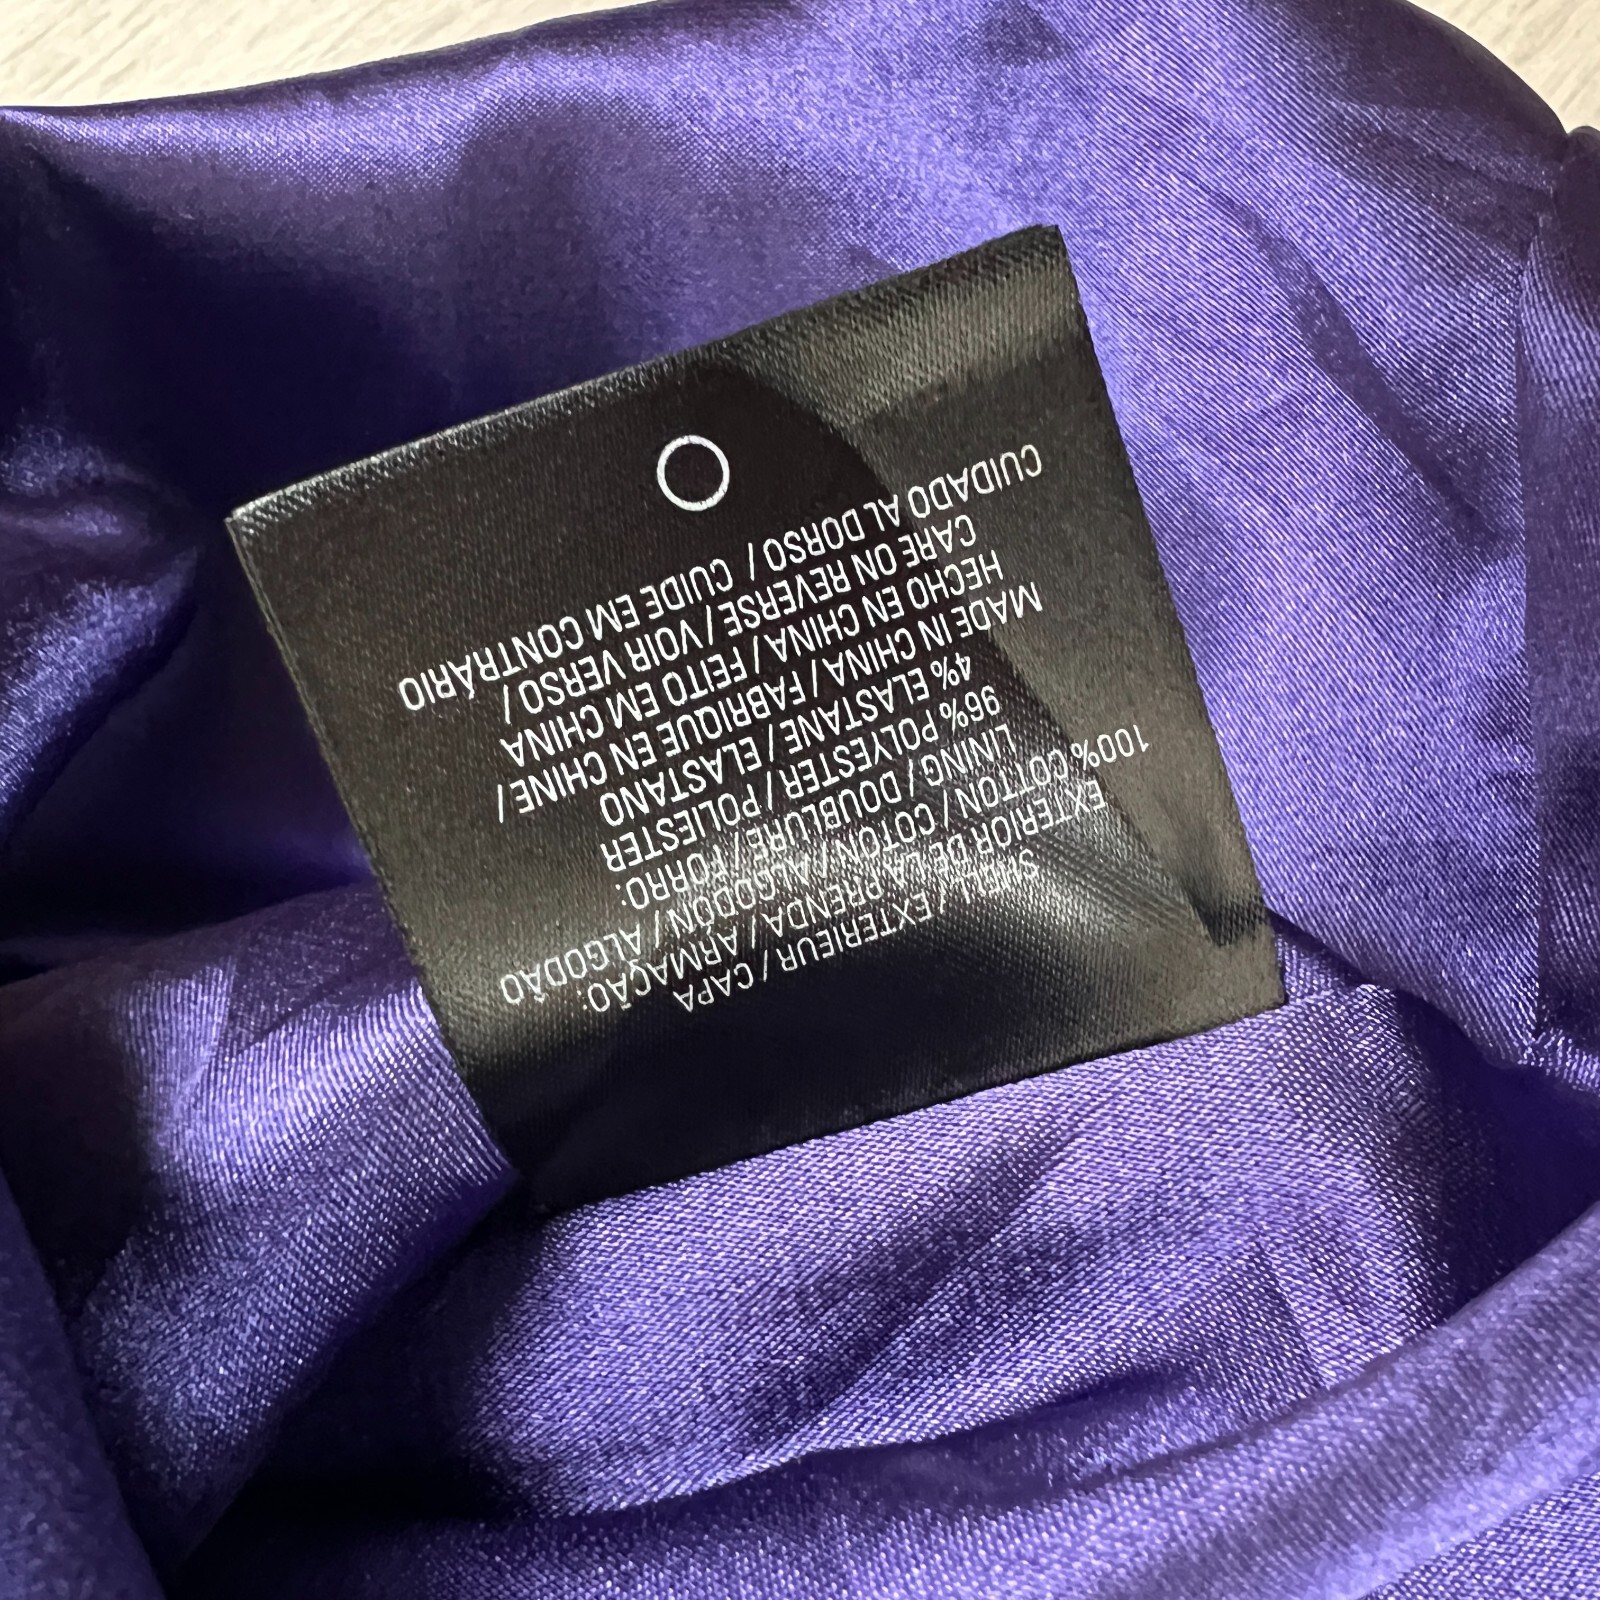 SHELL / EXTERIEUR / CAPA
EXTERIOR DE LA PRENDA / ARMAÇÃO:
100% COTTON / COTON / ALGODÓN / ALGODÃO
LINING / DOUBLURE / FORRO:
96% POLYESTER / POLIESTER
4% ELASTANE / ELASTANO
MADE IN CHINA / FABRIQUE EN CHINE /
HECHO EN CHINA / FEITO EM CHINA
CARE ON REVERSE / VOIR VERSO /
CUIDADO AL DORSO / CUIDE EM CONTRÁRIO